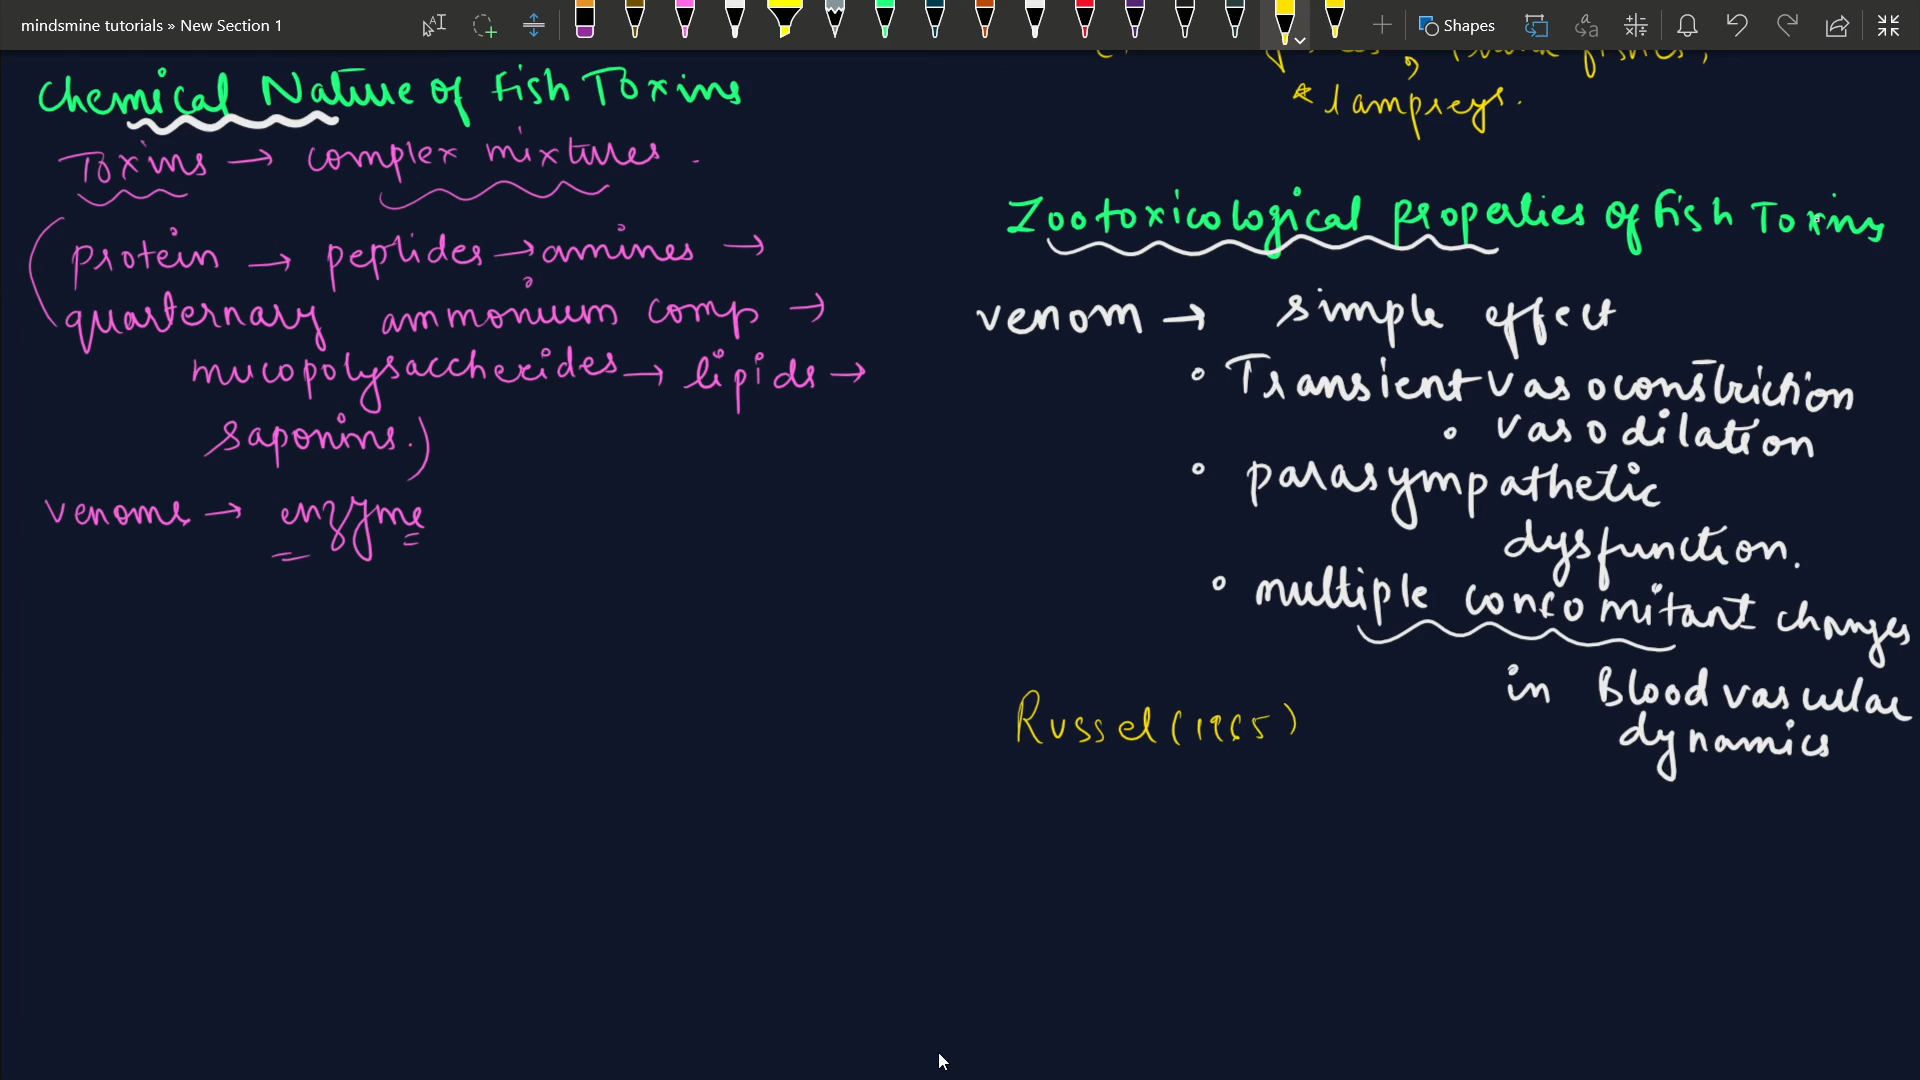 mindsmine tutorials » New Section 1
Shapes
Chemical Nature of Fish Toxins
Toxins → complex mixtures.
(protein → peptides → amines →
quarternary ammonium comp →
mucopolysaccherides → lipids →
saponins.)
venoms → enzyme
* lampreys.
Zootoxicological properties of Fish Toxins
venom → simple effect
• Transient vasoconstriction
• vasodilation
• parasympathetic
dysfunction.
• multiple concomitant changes
in Blood vascular
dynamics
Russel (1965)